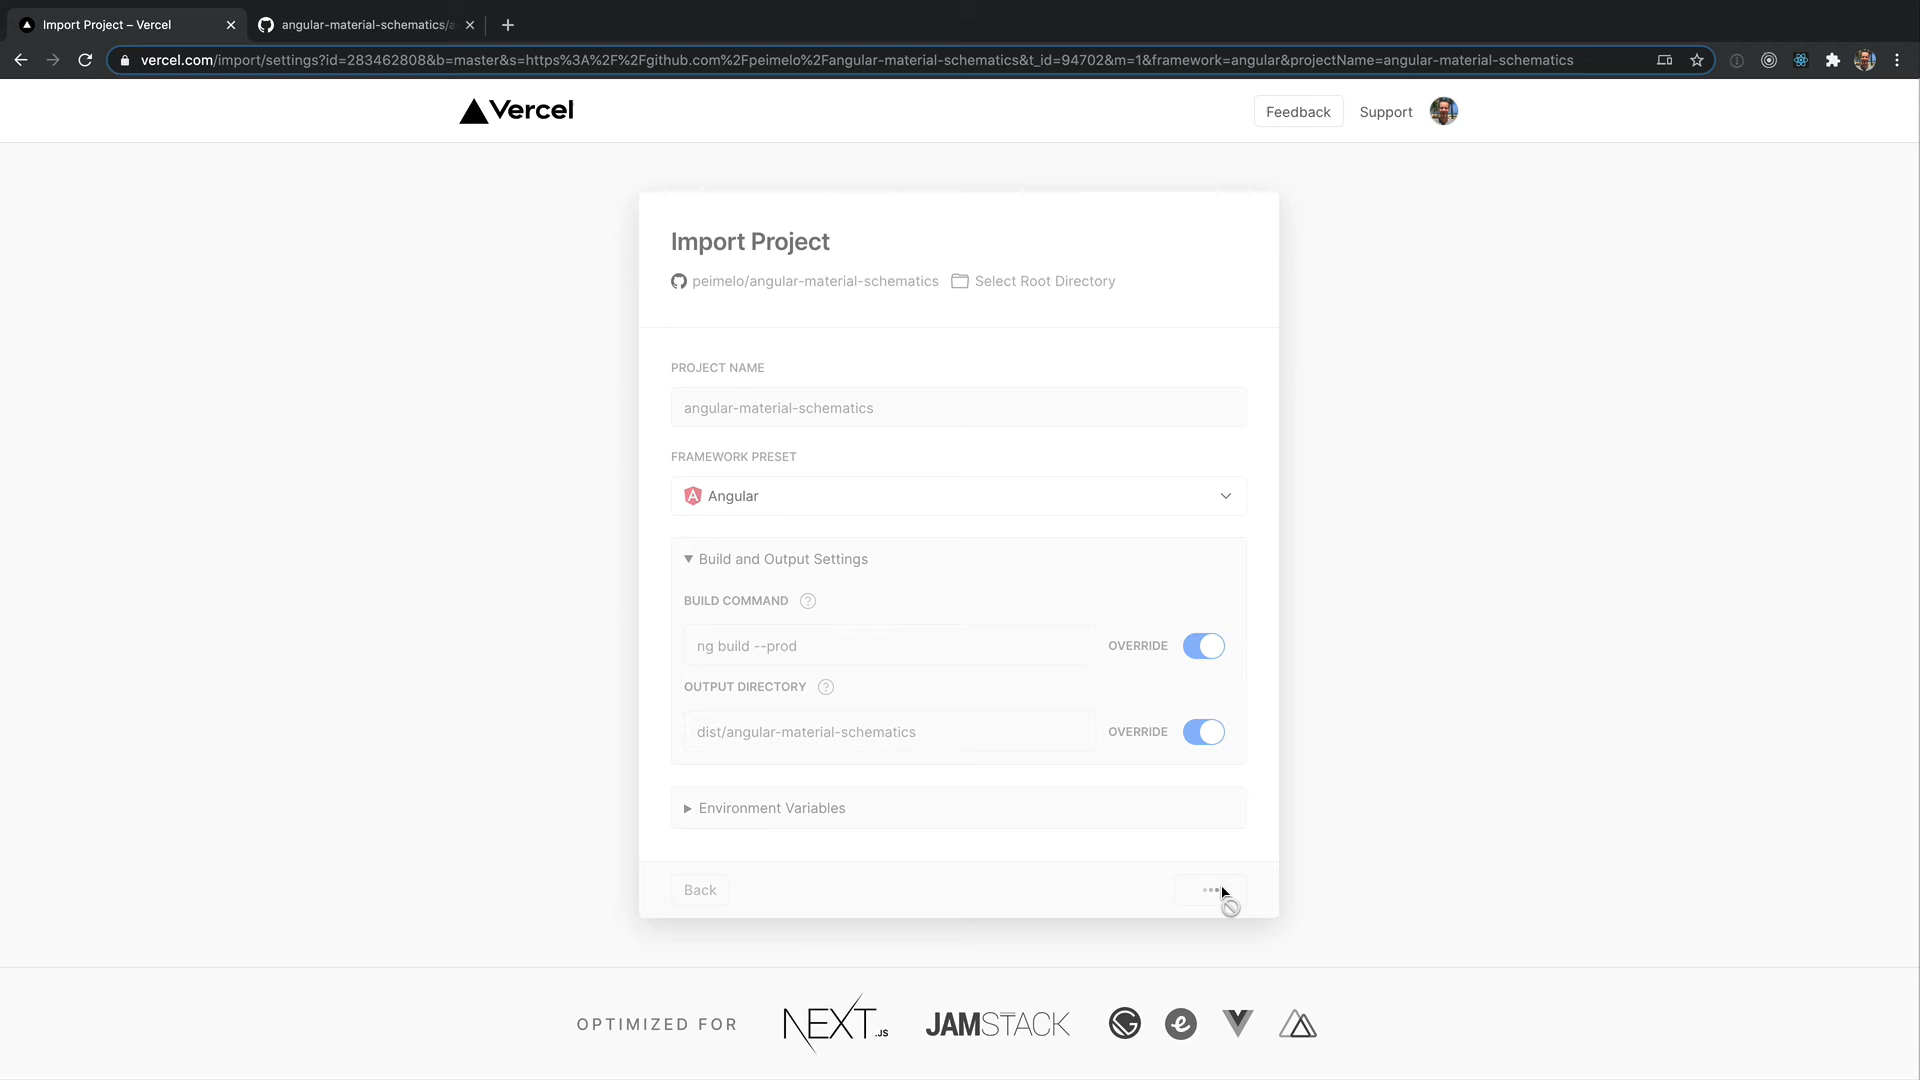 Import Project – Vercel
angular-material-schematics/a
vercel.com/import/settings?id=283462808&b=master&s=https%3A%2F%2Fgithub.com%2Fpeimelo%2Fangular-material-schematics&t_id=94702&m=1&framework=angular&projectName=angular-material-schematics
Vercel
Feedback
Support
Import Project
peimelo/angular-material-schematics
Select Root Directory
PROJECT NAME
angular-material-schematics
FRAMEWORK PRESET
Angular
Build and Output Settings
BUILD COMMAND ?
ng build --prod
OVERRIDE
OUTPUT DIRECTORY ?
dist/angular-material-schematics
OVERRIDE
Environment Variables
Back
OPTIMIZED FOR
NEXT.JS
JAMSTACK